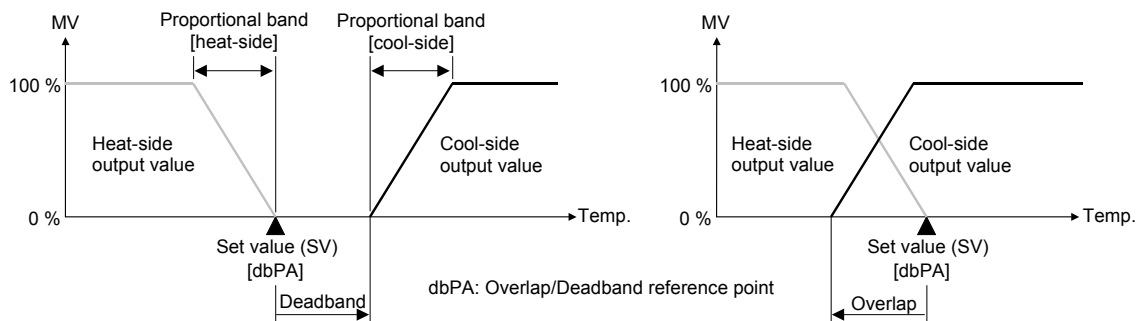 MV
Proportional band
[heat-side]
Proportional band
[cool-side]
100 %
Heat-side
output value
Cool-side
output value
0 %
Temp.
Set value (SV)
[dbPA]
Deadband
MV
100 %
Heat-side
output value
Cool-side
output value
0 %
Temp.
Set value (SV)
[dbPA]
Overlap
dbPA: Overlap/Deadband reference point